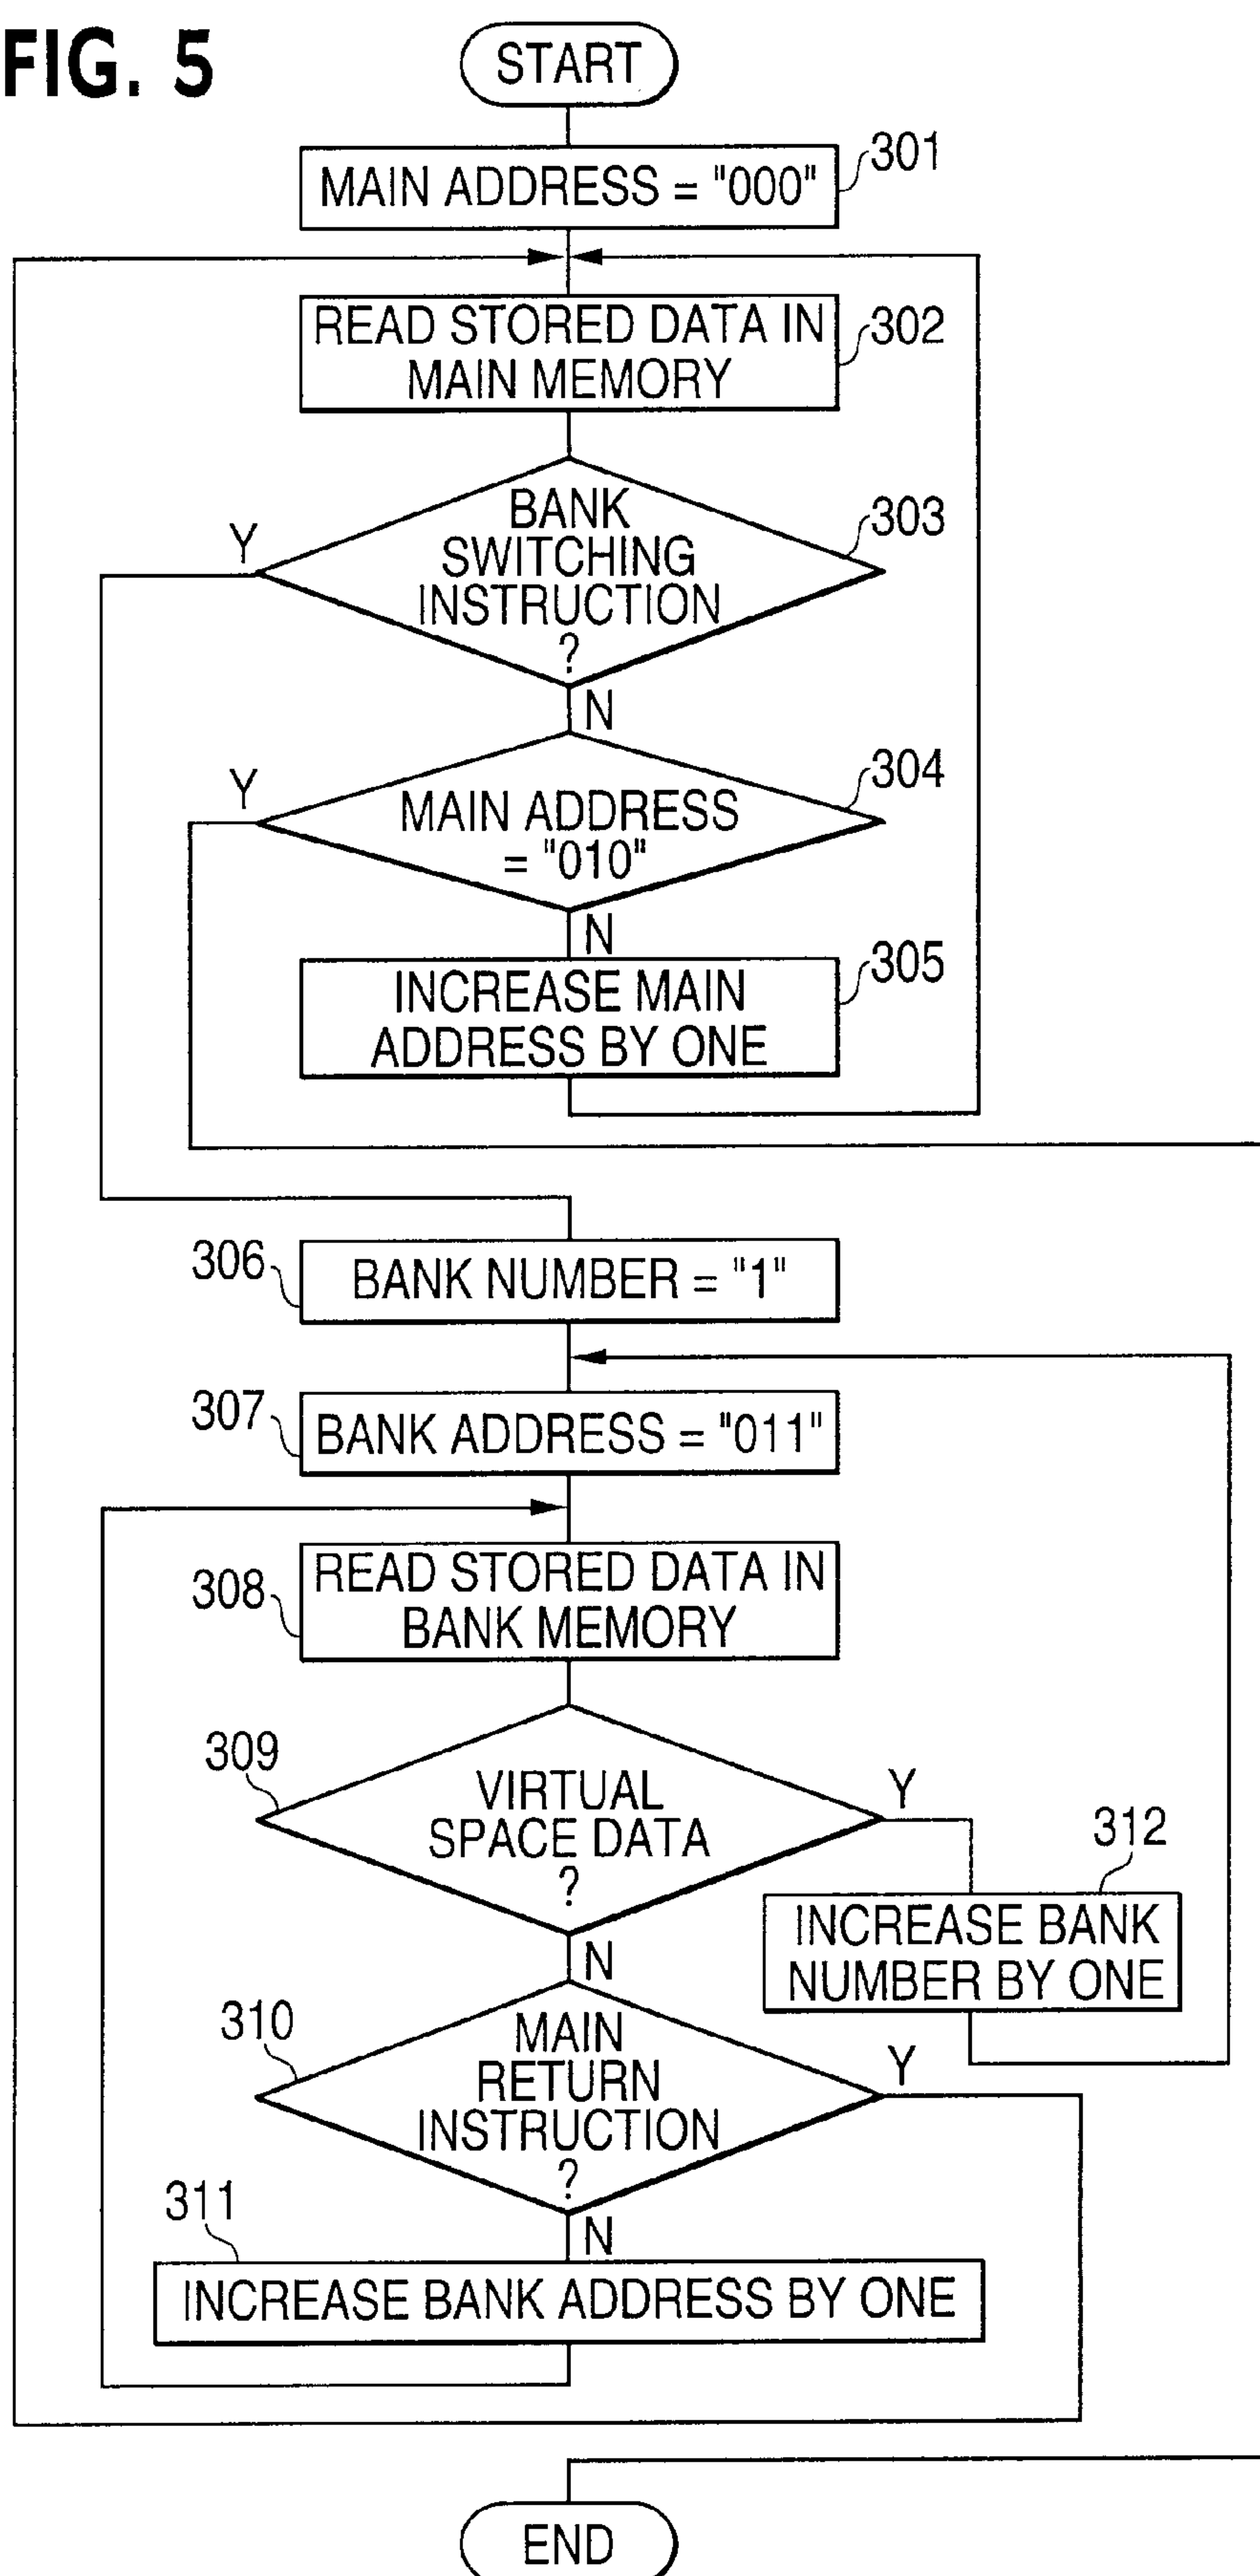 FIG. 5
START
MAIN ADDRESS = "000"
301
READ STORED DATA IN
MAIN MEMORY
302
BANK
SWITCHING
INSTRUCTION
?
303
Y
N
MAIN ADDRESS
= "010"
304
Y
N
INCREASE MAIN
ADDRESS BY ONE
305
306
BANK NUMBER = "1"
307
BANK ADDRESS = "011"
308
READ STORED DATA IN
BANK MEMORY
309
VIRTUAL
SPACE DATA
?
Y
312
INCREASE BANK
NUMBER BY ONE
N
310
MAIN
RETURN
INSTRUCTION
?
Y
N
311
INCREASE BANK ADDRESS BY ONE
END